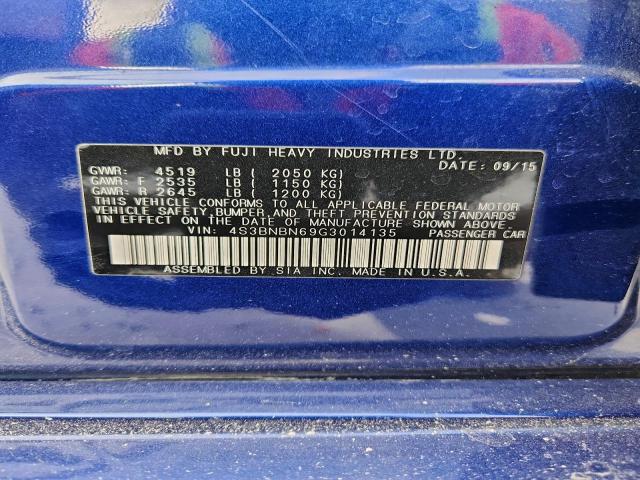 MFD BY FUJI HEAVY INDUSTRIES LTD.
DATE: 09/15
GVWR: 4519 LB ( 2050 KG)
GAWR: F 2535 LB ( 1150 KG)
GAWR: R 2645 LB ( 1200 KG)
THIS VEHICLE CONFORMS TO ALL APPLICABLE FEDERAL MOTOR
VEHICLE SAFETY, BUMPER, AND THEFT PREVENTION STANDARDS
IN EFFECT ON THE DATE OF MANUFACTURE SHOWN ABOVE.
VIN: 4S3BNBN69G3014135 PASSENGER CAR
ASSEMBLED BY SIA INC. MADE IN U.S.A.